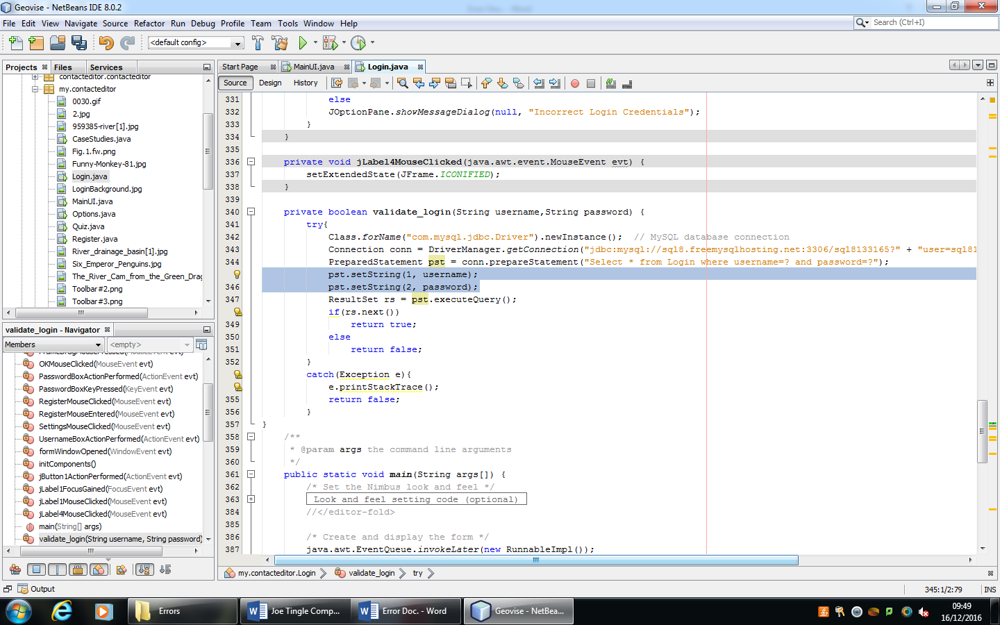 Geovise - NetBeans IDE 8.0.2
File Edit View Navigate Source Refactor Run Debug Profile Team Tools Window Help
Search (Ctrl+I)
<default config>
Projects Files Services
contacteditor.contacteditor
my.contacteditor
0030.gif
2.jpg
959385-river[1].jpg
CaseStudies.java
Fig.1.fw.png
Funny-Monkey-81.jpg
Login.java
LoginBackground.jpg
MainUI.java
Options.java
Quiz.java
Register.java
River_drainage_basin[1].jpg
Six_Emperor_Penguins.jpg
The_River_Cam_from_the_Green_Drag
Toolbar#2.png
Toolbar#3.png
validate_login - Navigator
Members <empty>
OKMouseClicked(MouseEvent evt)
PasswordBoxActionPerformed(ActionEvent evt)
PasswordBoxKeyPressed(KeyEvent evt)
RegisterMouseClicked(MouseEvent evt)
RegisterMouseEntered(MouseEvent evt)
SettingsMouseClicked(MouseEvent evt)
UsernameBoxActionPerformed(ActionEvent evt)
formWindowOpened(WindowEvent evt)
initComponents()
jButton1ActionPerformed(ActionEvent evt)
jLabel1FocusGained(FocusEvent evt)
jLabel1MouseClicked(MouseEvent evt)
jLabel4MouseClicked(MouseEvent evt)
main(String[] args)
validate_login(String username, String password)
Start Page MainUI.java Login.java
Source Design History
331 else
332 JOptionPane.showMessageDialog(null, "Incorrect Login Credentials");
333 }
334 }
335
336 private void jLabel4MouseClicked(java.awt.event.MouseEvent evt) {
337 setExtendedState(JFrame.ICONIFIED);
338 }
339
340 private boolean validate_login(String username,String password) {
341 try{
342 Class.forName("com.mysql.jdbc.Driver").newInstance();  // MySQL database connection
343 Connection conn = DriverManager.getConnection("jdbc:mysql://sql8.freemysqlhosting.net:3306/sql8133165?" + "user=sql81
344 PreparedStatement pst = conn.prepareStatement("Select * from Login where username=? and password=?");
pst.setString(1, username);
346 pst.setString(2, password);
347 ResultSet rs = pst.executeQuery();
if(rs.next())
349 return true;
350 else
351 return false;
352 }
catch(Exception e){
e.printStackTrace();
355 return false;
356 }
357 }
358 /**
359 * @param args the command line arguments
360 */
361 public static void main(String args[]) {
362 /* Set the Nimbus look and feel */
363 Look and feel setting code (optional)
384 //</editor-fold>
385
386 /* Create and display the form */
387 java.awt.EventQueue.invokeLater(new RunnableImpl());
my.contacteditor.Login validate_login try
Output
345:1/2:79 INS
Errors
Joe Tingle Comp...
Error Doc. - Word
Geovise - NetBea...
09:49
16/12/2016